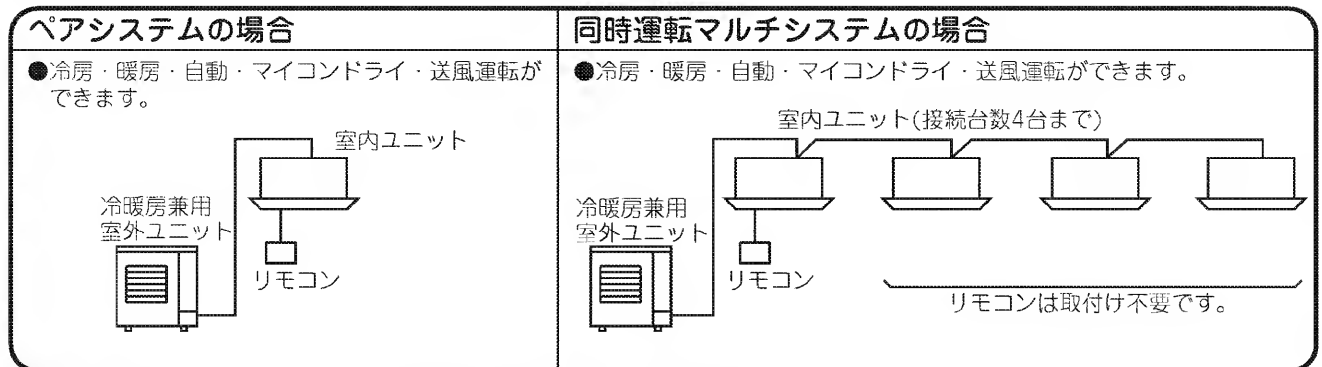 ペアシステムの場合
●冷房・暖房・自動・マイコンドライ・送風運転が
できます。
室内ユニット
冷暖房兼用
室外ユニット
リモコン
同時運転マルチシステムの場合
●冷房・暖房・自動・マイコンドライ・送風運転ができます。
室内ユニット(接続台数4台まで)
冷暖房兼用
室外ユニット
リモコン
リモコンは取付け不要です。